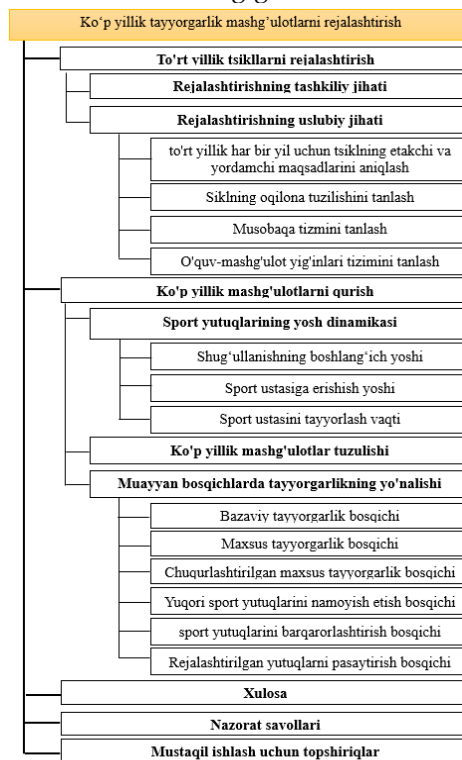 Ko‘p yillik tayyorgarlik mashg’ulotlarni rejalashtirish
To'rt yillik tsikllarni rejalashtirish
Rejalashtirishning tashkiliy jihati
Rejalashtirishning uslubiy jihati
to'rt yillik har bir yil uchun tsiklning etakchi va
yordamchi maqsadlarini aniqlash
Siklning oqilona tuzilishini tanlash
Musobaqa tizmini tanlash
O'quv-mashg'ulot yig'inlari tizimini tanlash
Ko'p yillik mashg'ulotlarni qurish
Sport yutuqlarining yosh dinamikasi
Shug‘ullanishning boshlang‘ich yoshi
Sport ustasiga erishish yoshi
Sport ustasini tayyorlash vaqti
Ko'p yillik mashg'ulotlar tuzulishi
Muayyan bosqichlarda tayyorgarlikning yo'nalishi
Bazaviy tayyorgarlik bosqichi
Maxsus tayyorgarlik bosqichi
Chuqurlashtirilgan maxsus tayyorgarlik bosqichi
Yuqori sport yutuqlarini namoyish etish bosqichi
sport yutuqlarini barqarorlashtirish bosqichi
Rejalashtirilgan yutuqlarni pasaytirish bosqichi
Xulosa
Nazorat savollari
Mustaqil ishlash uchun topshiriqlar